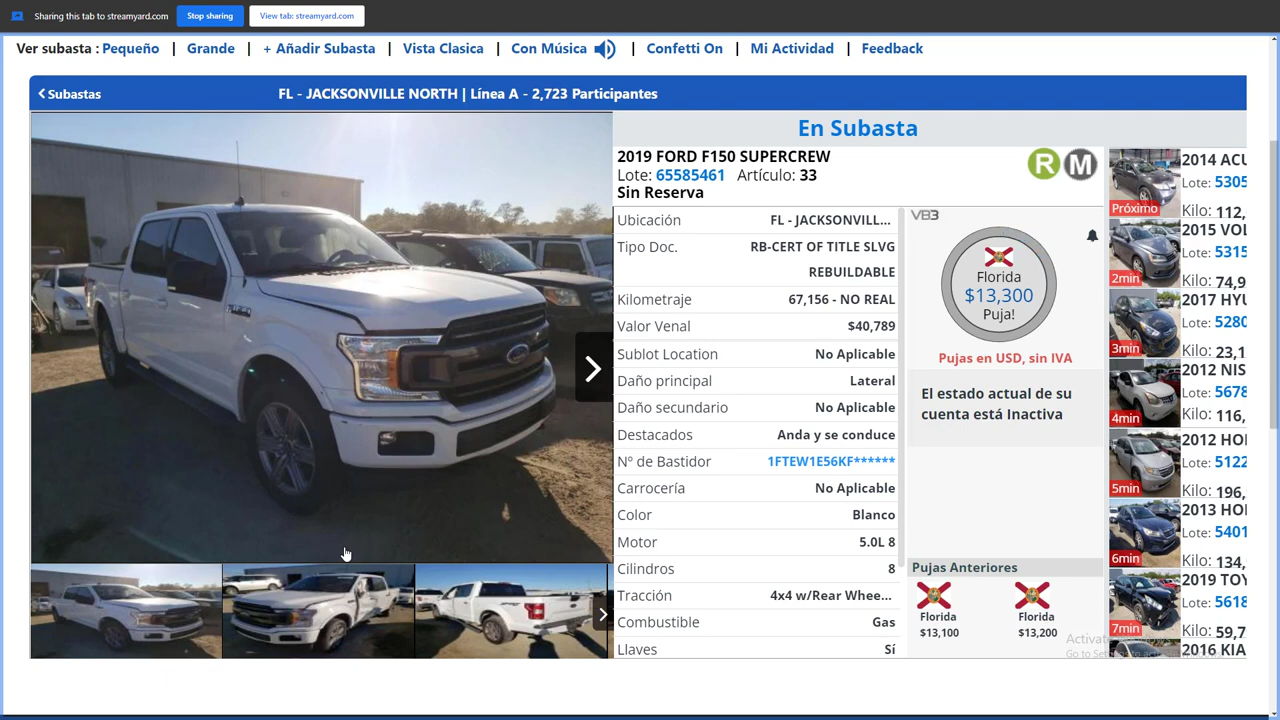 Sharing this tab to streamyard.com
Stop sharing
View tab: streamyard.com
Ver subasta : Pequeño | Grande | + Añadir Subasta | Vista Clasica | Con Música | Confetti On | Mi Actividad | Feedback
Subastas
FL - JACKSONVILLE NORTH | Línea A - 2,723 Participantes
En Subasta
2019 FORD F150 SUPERCREW
Lote: 65585461 Artículo: 33
Sin Reserva
R M
Ubicación FL - JACKSONVILL...
Tipo Doc. RB-CERT OF TITLE SLVG
REBUILDABLE
Kilometraje 67,156 - NO REAL
Valor Venal $40,789
Sublot Location No Aplicable
Daño principal Lateral
Daño secundario No Aplicable
Destacados Anda y se conduce
Nº de Bastidor 1FTEW1E56KF******
Carrocería No Aplicable
Color Blanco
Motor 5.0L 8
Cilindros 8
Tracción 4x4 w/Rear Whee...
Combustible Gas
Llaves Sí
VB3
Florida
$13,300
Puja!
Pujas en USD, sin IVA
El estado actual de su
cuenta está Inactiva
Pujas Anteriores
Florida Florida
$13,100 $13,200
2014 ACU
Lote: 5305
Próximo Kilo: 112,
2015 VOL
Lote: 5315
2min Kilo: 74,9
2017 HYU
Lote: 5280
3min Kilo: 23,1
2012 NIS
Lote: 5678
4min Kilo: 116,
2012 HO
Lote: 5122
5min Kilo: 196,
2013 HO
Lote: 5401
6min Kilo: 134,
2019 TOY
Lote: 5618
7min Kilo: 59,7
2016 KIA
Activate
Go to Se